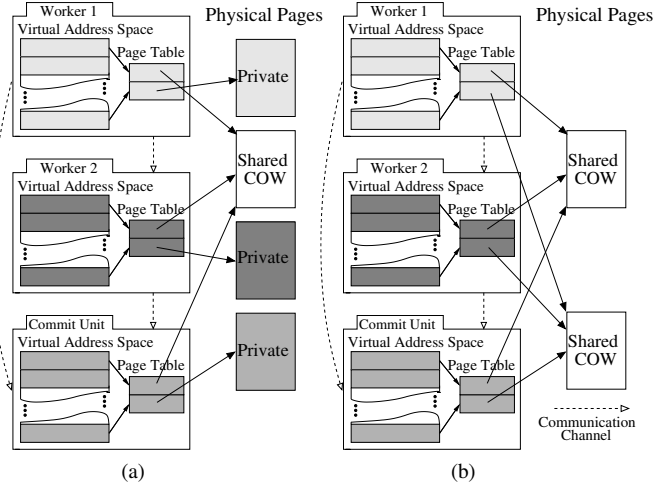 Worker 1
Physical Pages
Virtual Address Space
Page Table
Private
Shared
COW
Worker 2
Virtual Address Space
Page Table
Private
Commit Unit
Virtual Address Space
Page Table
Private
(a)
Worker 1
Physical Pages
Virtual Address Space
Page Table
Shared
COW
Worker 2
Virtual Address Space
Page Table
Commit Unit
Virtual Address Space
Page Table
Shared
COW
Communication
Channel
(b)